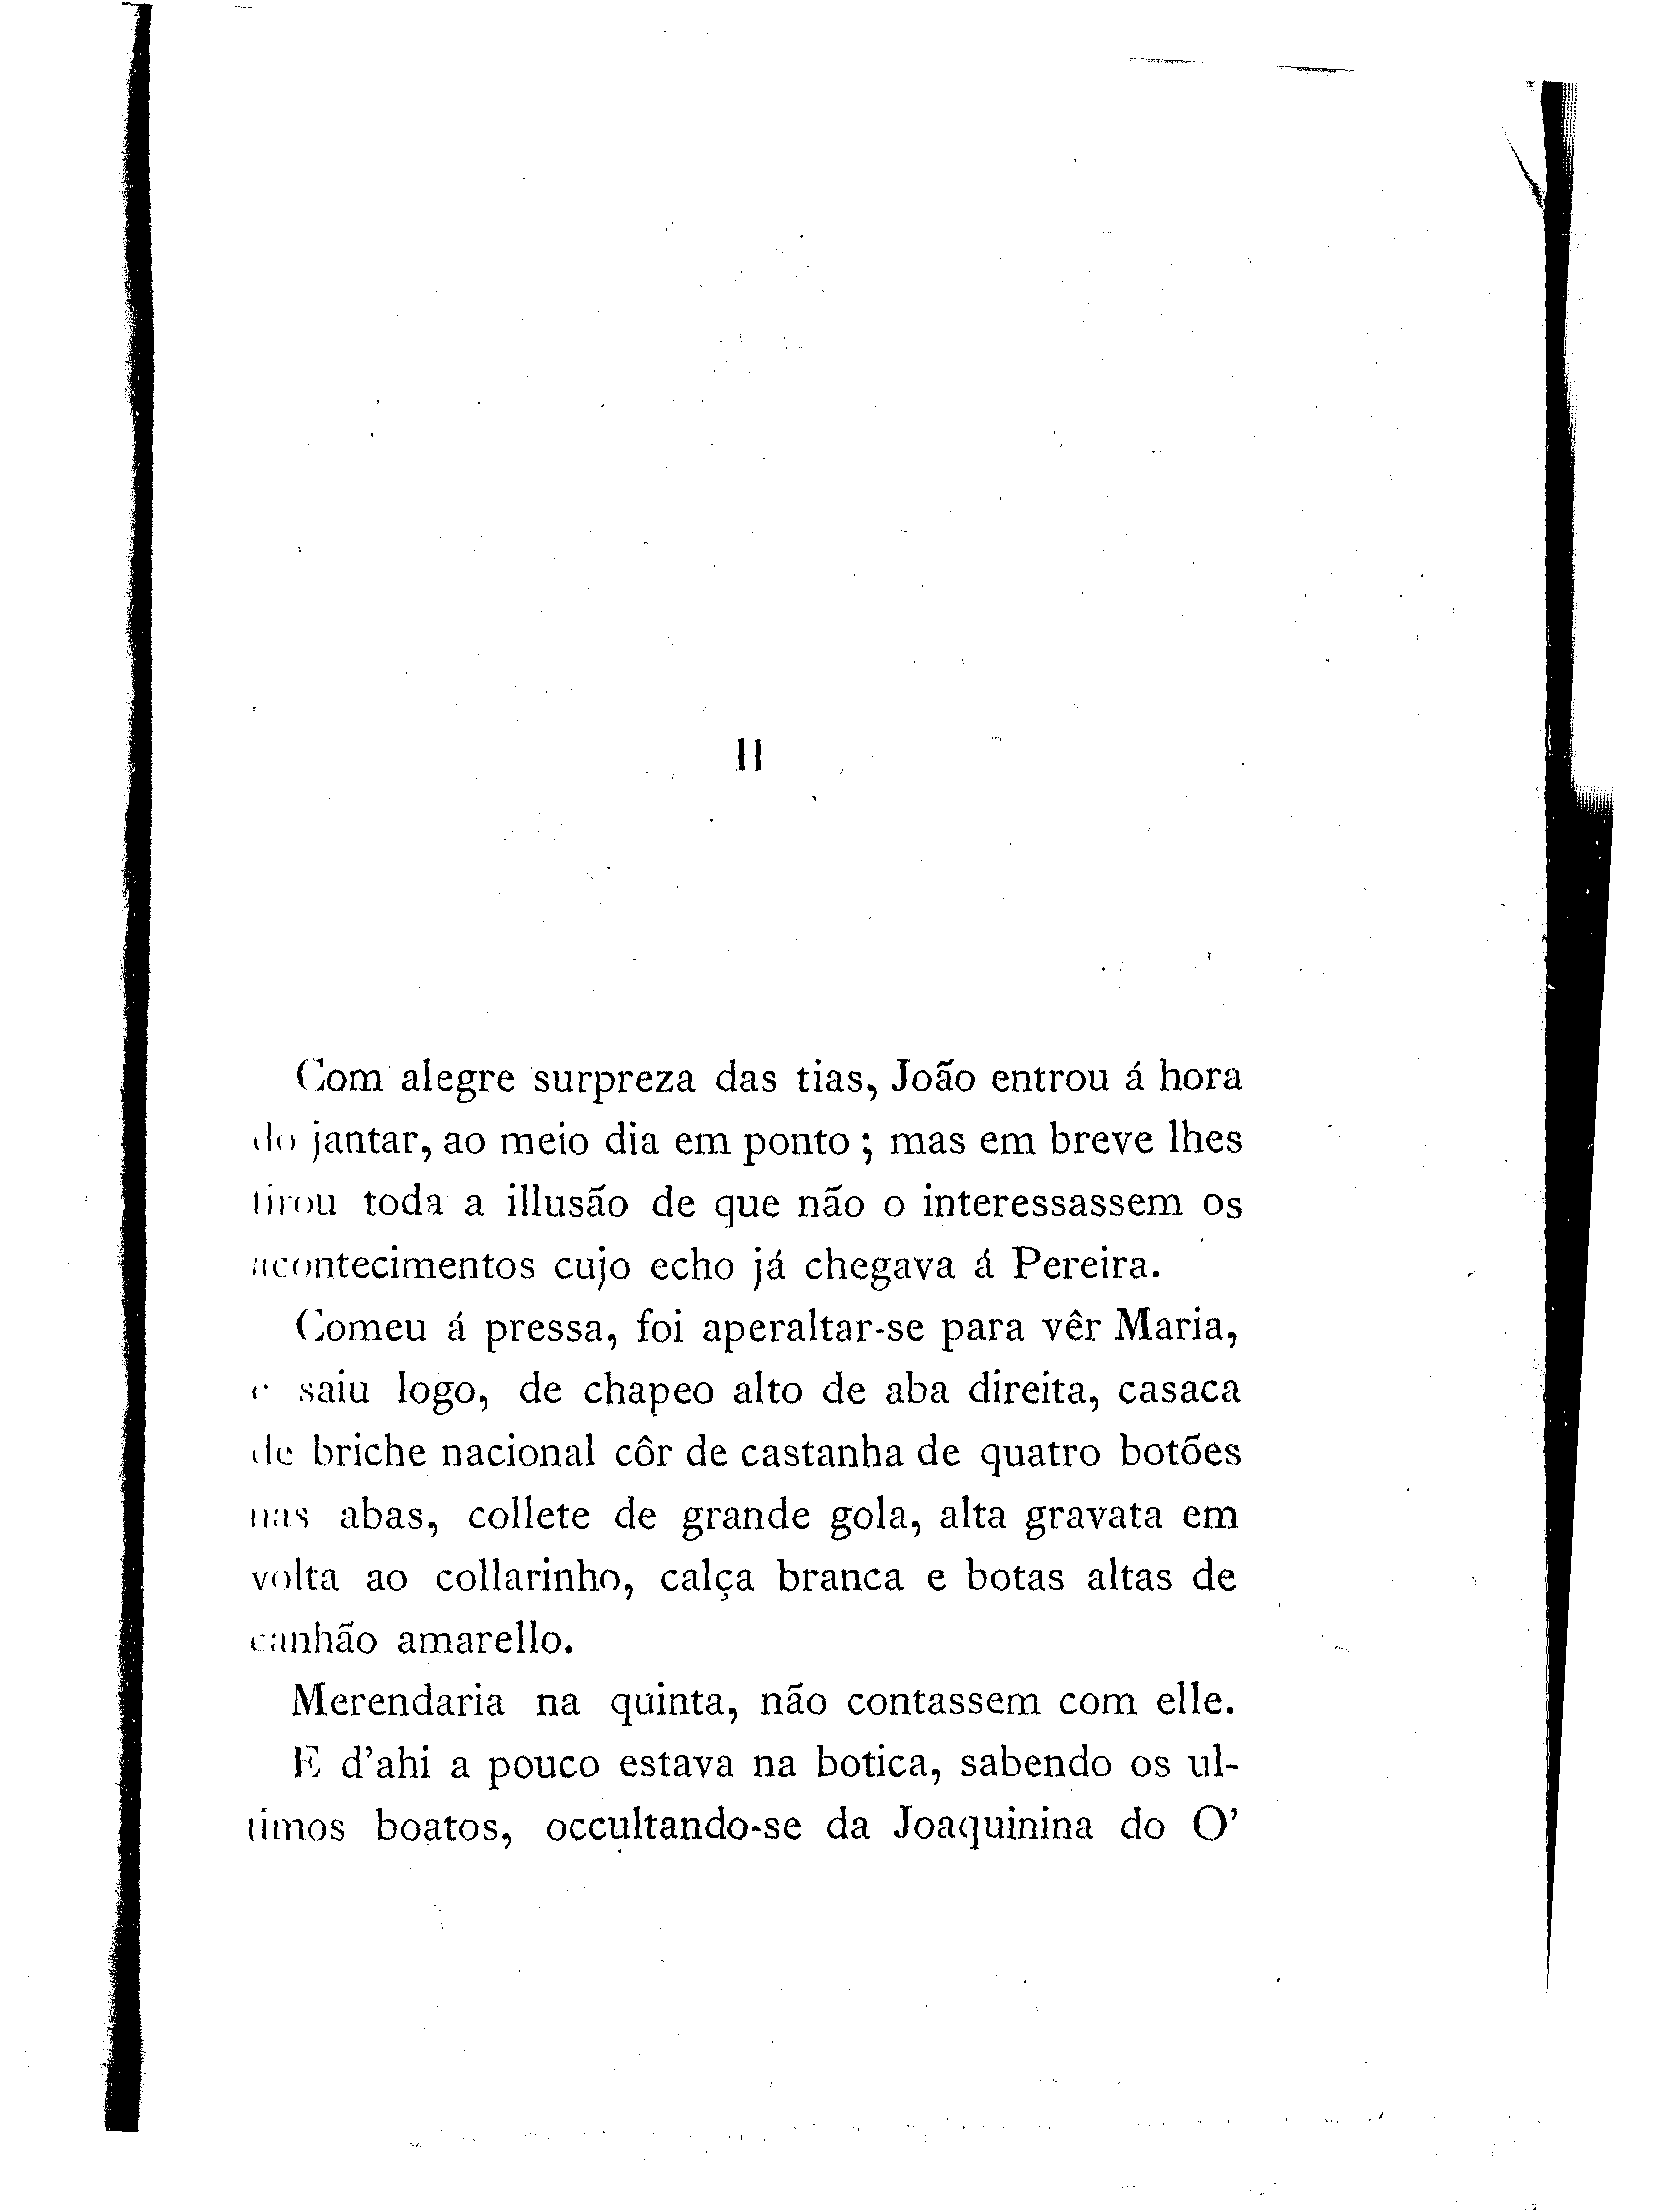 II
Com alegre surpreza das tias, João entrou á hora
do jantar, ao meio dia em ponto ; mas em breve lhes
tirou toda a illusão de que não o interessassem os
acontecimentos cujo echo já chegava á Pereira.
Comeu á pressa, foi aperaltar-se para vêr Maria,
e saiu logo, de chapeo alto de aba direita, casaca
de briche nacional côr de castanha de quatro botões
nas abas, collete de grande gola, alta gravata em
volta ao collarinho, calça branca e botas altas de
canhão amarello.
Merendaria na quinta, não contassem com elle.
E d'ahi a pouco estava na botica, sabendo os ul-
timos boatos, occultando-se da Joaquinina do O'